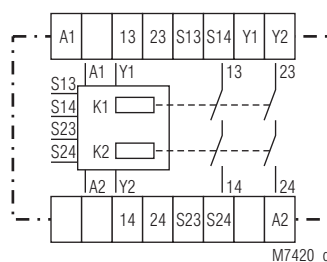 A1 13 23 S13 S14 Y1 Y2
A1 Y1 13 23
S13
S14 K1
S23
S24 K2
A2 Y2 14 24
14 24 S23 S24 A2
M7420_c